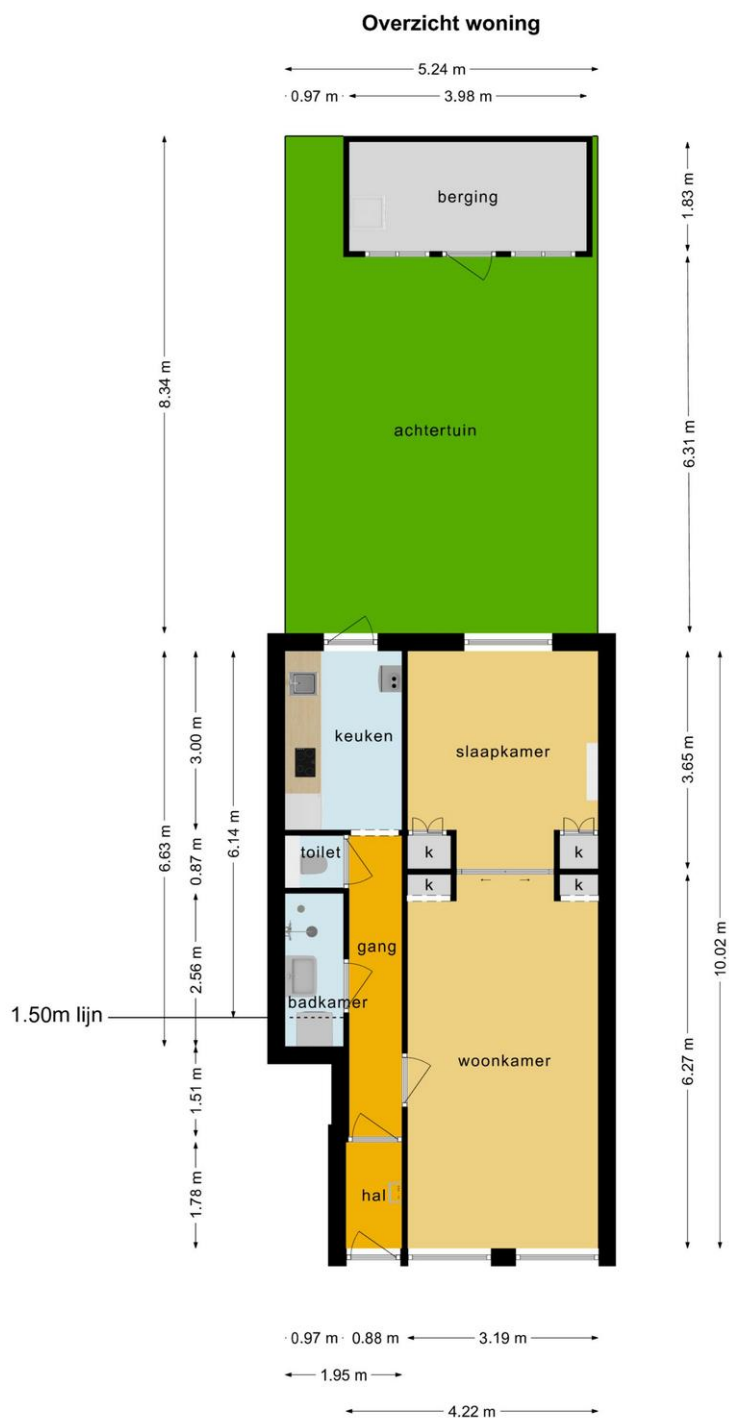 Overzicht woning
5.24 m
0.97 m
3.98 m
berging
1.83 m
8.34 m
achtertuin
6.31 m
keuken
slaapkamer
3.00 m
3.65 m
6.63 m
6.14 m
0.87 m
toilet
k
k
k
k
gang
10.02 m
2.56 m
badkamer
1.50m lijn
woonkamer
6.27 m
1.51 m
1.78 m
hal
0.97 m
0.88 m
3.19 m
1.95 m
4.22 m